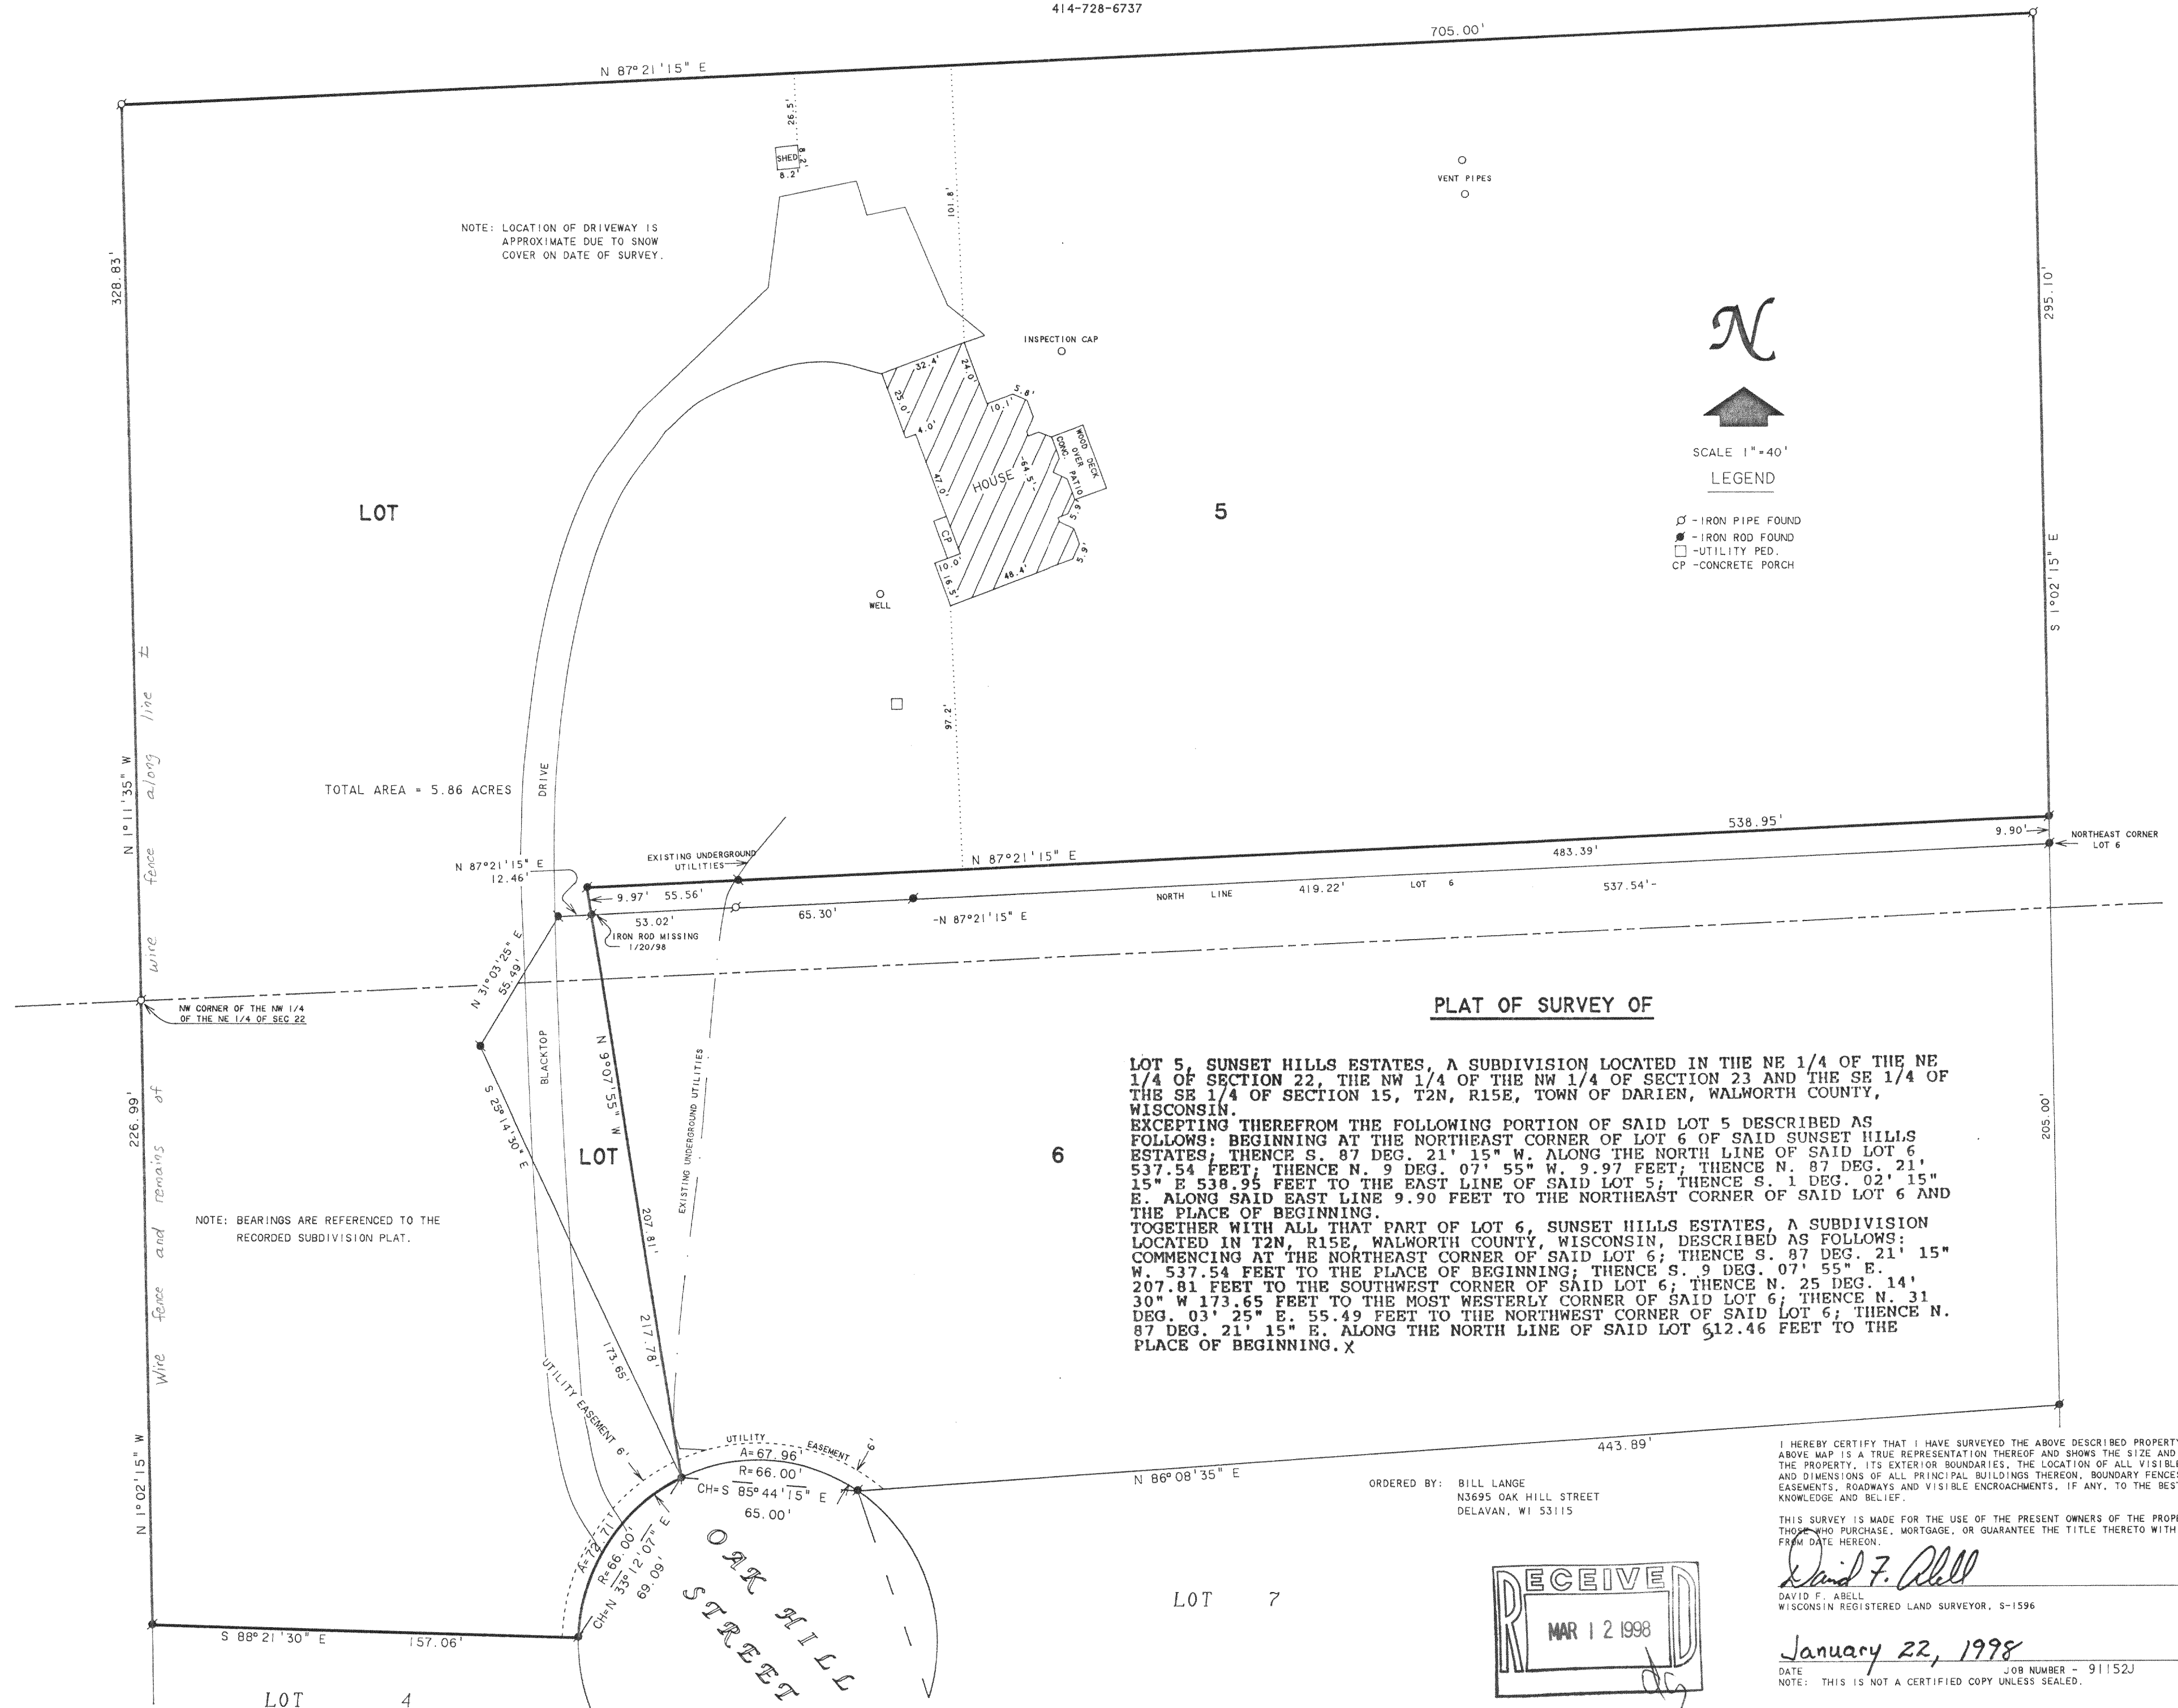 414-728-6737
705.00'
N 87°21'15" E
26.5'
SHED
8.2'
8.2'
101.8'
VENT PIPES
NOTE: LOCATION OF DRIVEWAY IS
APPROXIMATE DUE TO SNOW
COVER ON DATE OF SURVEY.
328.83'
295.10'
N
INSPECTION CAP
32.4'
24.0'
25.0'
4.0'
10.1'
5.8'
WOOD DECK
OVER
CONC. PATIO
47.0'
HOUSE
-64.5'-
5.9'
5.9'
CP
10.0'
16.5'
48.4'
SCALE 1"=40'
LEGEND
-IRON PIPE FOUND
-IRON ROD FOUND
-UTILITY PED.
CP -CONCRETE PORCH
LOT
5
WELL
S 1°02'15" E
97.2'
N 1°11'35" W
Wire fence and remains of wire fence along line ±
TOTAL AREA = 5.86 ACRES
DRIVE
538.95'
9.90'
NORTHEAST CORNER
LOT 6
N 87°21'15" E
12.46'
EXISTING UNDERGROUND
UTILITIES
N 87°21'15" E
483.39'
9.97' 55.56'
53.02'
65.30'
-N 87°21'15" E
NORTH LINE
419.22'
LOT 6
537.54'-
IRON ROD MISSING
1/20/98
N 31°03'25" E
55.49'
NW CORNER OF THE NW 1/4
OF THE NE 1/4 OF SEC 22
226.99'
BLACKTOP
N 9°07'55" W
S 25°14'30" E
EXISTING UNDERGROUND UTILITIES
LOT
6
207.81'
217.78'
173.65'
205.00'
NOTE: BEARINGS ARE REFERENCED TO THE
RECORDED SUBDIVISION PLAT.
PLAT OF SURVEY OF
LOT 5, SUNSET HILLS ESTATES, A SUBDIVISION LOCATED IN THE NE 1/4 OF THE NE
1/4 OF SECTION 22, THE NW 1/4 OF THE NW 1/4 OF SECTION 23 AND THE SE 1/4 OF
THE SE 1/4 OF SECTION 15, T2N, R15E, TOWN OF DARIEN, WALWORTH COUNTY,
WISCONSIN.
EXCEPTING THEREFROM THE FOLLOWING PORTION OF SAID LOT 5 DESCRIBED AS
FOLLOWS: BEGINNING AT THE NORTHEAST CORNER OF LOT 6 OF SAID SUNSET HILLS
ESTATES; THENCE S. 87 DEG. 21' 15" W. ALONG THE NORTH LINE OF SAID LOT 6
537.54 FEET; THENCE N. 9 DEG. 07' 55" W. 9.97 FEET; THENCE N. 87 DEG. 21'
15" E 538.95 FEET TO THE EAST LINE OF SAID LOT 5; THENCE S. 1 DEG. 02' 15"
E. ALONG SAID EAST LINE 9.90 FEET TO THE NORTHEAST CORNER OF SAID LOT 6 AND
THE PLACE OF BEGINNING.
TOGETHER WITH ALL THAT PART OF LOT 6, SUNSET HILLS ESTATES, A SUBDIVISION
LOCATED IN T2N, R15E, WALWORTH COUNTY, WISCONSIN, DESCRIBED AS FOLLOWS:
COMMENCING AT THE NORTHEAST CORNER OF SAID LOT 6; THENCE S. 87 DEG. 21' 15"
W. 537.54 FEET TO THE PLACE OF BEGINNING; THENCE S. 9 DEG. 07' 55" E.
207.81 FEET TO THE SOUTHWEST CORNER OF SAID LOT 6; THENCE N. 25 DEG. 14'
30" W 173.65 FEET TO THE MOST WESTERLY CORNER OF SAID LOT 6; THENCE N. 31
DEG. 03' 25" E. 55.49 FEET TO THE NORTHWEST CORNER OF SAID LOT 6; THENCE N.
87 DEG. 21' 15" E. ALONG THE NORTH LINE OF SAID LOT 6,12.46 FEET TO THE
PLACE OF BEGINNING. X
N 1°02'15" W
UTILITY EASEMENT 6'
UTILITY EASEMENT 6'
A=67.96'
R=66.00'
CH=S 85°44'15" E
65.00'
A=72.71'
R=66.00'
CH=N 33°12'07" E
69.09'
N 86°08'35" E
443.89'
OAK HILL
STREET
S 88°21'30" E 157.06'
LOT 4
LOT 7
ORDERED BY: BILL LANGE
N3695 OAK HILL STREET
DELAVAN, WI 53115
RECEIVED
MAR 12 1998
I HEREBY CERTIFY THAT I HAVE SURVEYED THE ABOVE DESCRIBED PROPERTY
ABOVE MAP IS A TRUE REPRESENTATION THEREOF AND SHOWS THE SIZE AND
THE PROPERTY, ITS EXTERIOR BOUNDARIES, THE LOCATION OF ALL VISIBLE
AND DIMENSIONS OF ALL PRINCIPAL BUILDINGS THEREON, BOUNDARY FENCES
EASEMENTS, ROADWAYS AND VISIBLE ENCROACHMENTS, IF ANY, TO THE BEST
KNOWLEDGE AND BELIEF.
THIS SURVEY IS MADE FOR THE USE OF THE PRESENT OWNERS OF THE PROPE
THOSE WHO PURCHASE, MORTGAGE, OR GUARANTEE THE TITLE THERETO WITH
FROM DATE HEREON.
David F. Abell
DAVID F. ABELL
WISCONSIN REGISTERED LAND SURVEYOR, S-1596
January 22, 1998
DATE JOB NUMBER - 91152J
NOTE: THIS IS NOT A CERTIFIED COPY UNLESS SEALED.